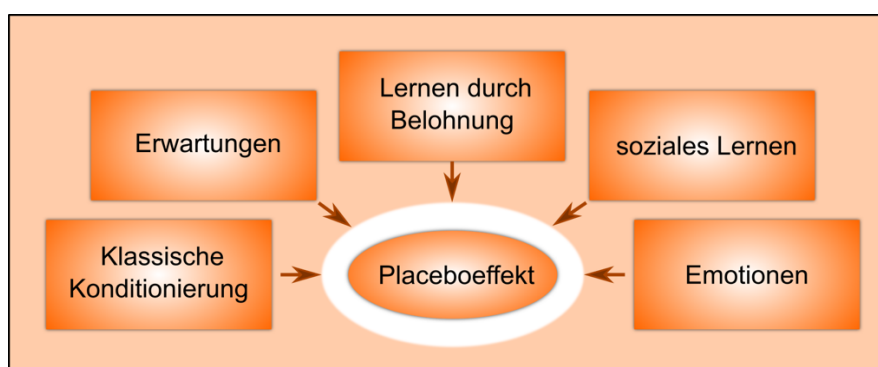 Lernen durch
Belohnung
Erwartungen
soziales Lernen
Klassische
Konditionierung
Placeboeffekt
Emotionen